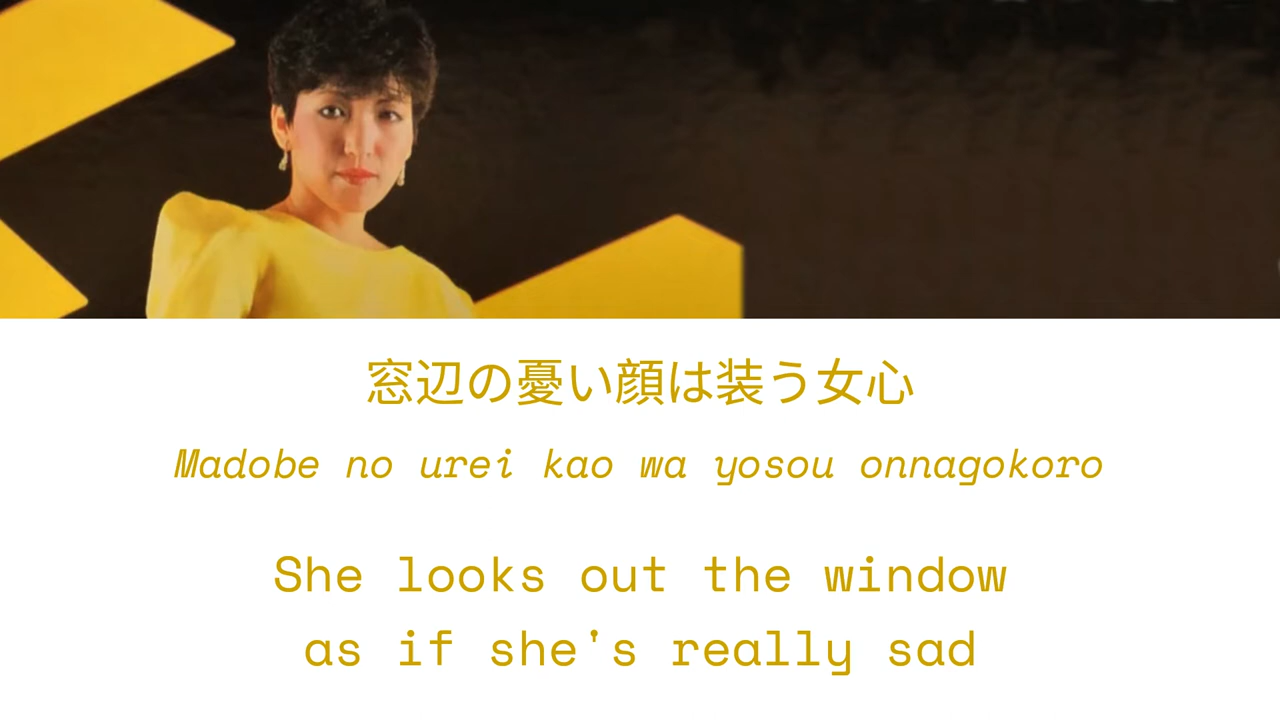 窓辺の憂い顔は装う女心
Madobe no urei kao wa yosou onnagokoro
She looks out the window
as if she's really sad